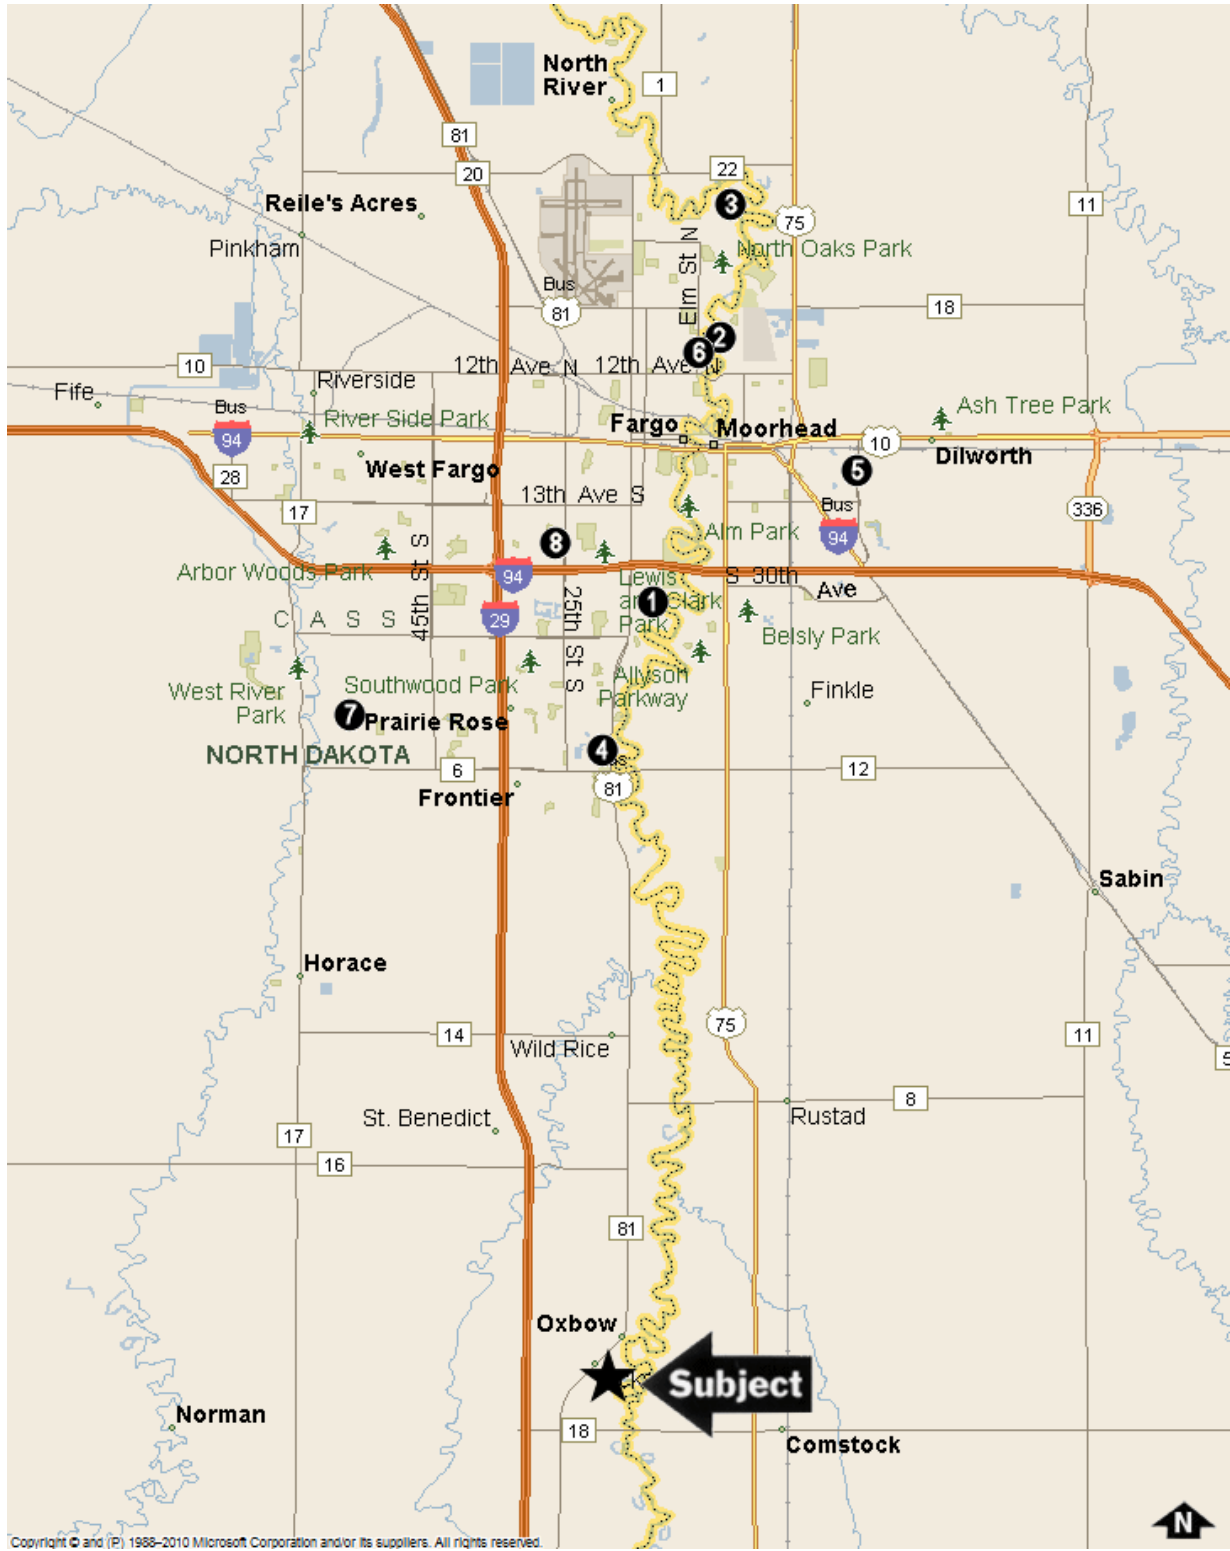 North
River
1
81
20
22
Reile's Acres
3
11
75
Pinkham
Elm St N
North Oaks Park
Bus
81
18
2
6
10
12th Ave N
12th Ave N
Riverside
Fife
Bus
94
River Side Park
Ash Tree Park
Fargo
Moorhead
10
Dilworth
West Fargo
28
5
13th Ave S
17
336
Bus
94
Alm Park
8
Arbor Woods Park
45th St S
94
Lewis
and Clark
Park
S 30th
Ave
1
29
25th St S
CASS
Belsly Park
Southwood Park
Allyson
Parkway
West River
Park
Finkle
7
Prairie Rose
NORTH DAKOTA
4
6
12
Frontier
81
Sabin
Horace
75
14
Wild Rice
11
5
8
St. Benedict
Rustad
17
16
81
Oxbow
Subject
Norman
18
Comstock
N
Copyright © and (P) 1988–2010 Microsoft Corporation and/or its suppliers. All rights reserved.